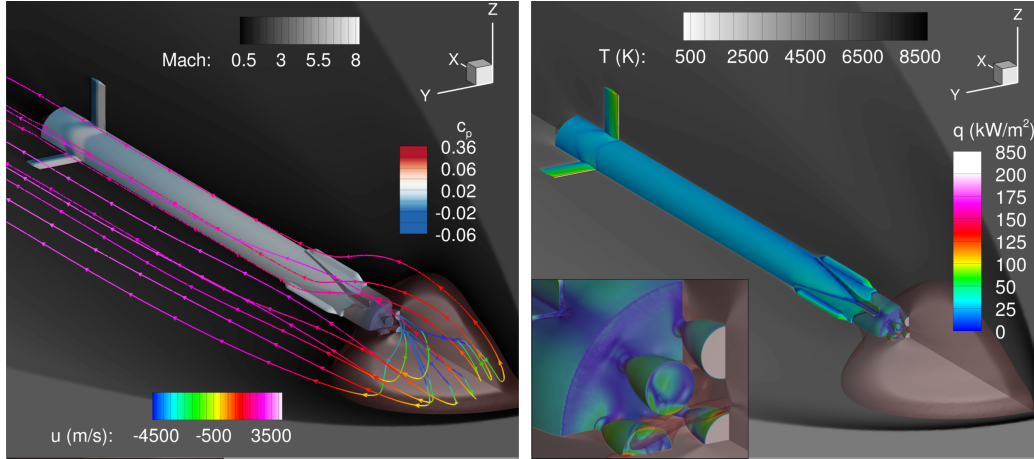 Mach: 0.5 3 5.5 8
Z
X
Y
c_p
0.36
0.06
0.02
-0.02
-0.06
u (m/s): -4500 -500 3500
T (K): 500 2500 4500 6500 8500
Z
X
Y
q (kW/m²)
850
200
175
150
125
100
50
25
0